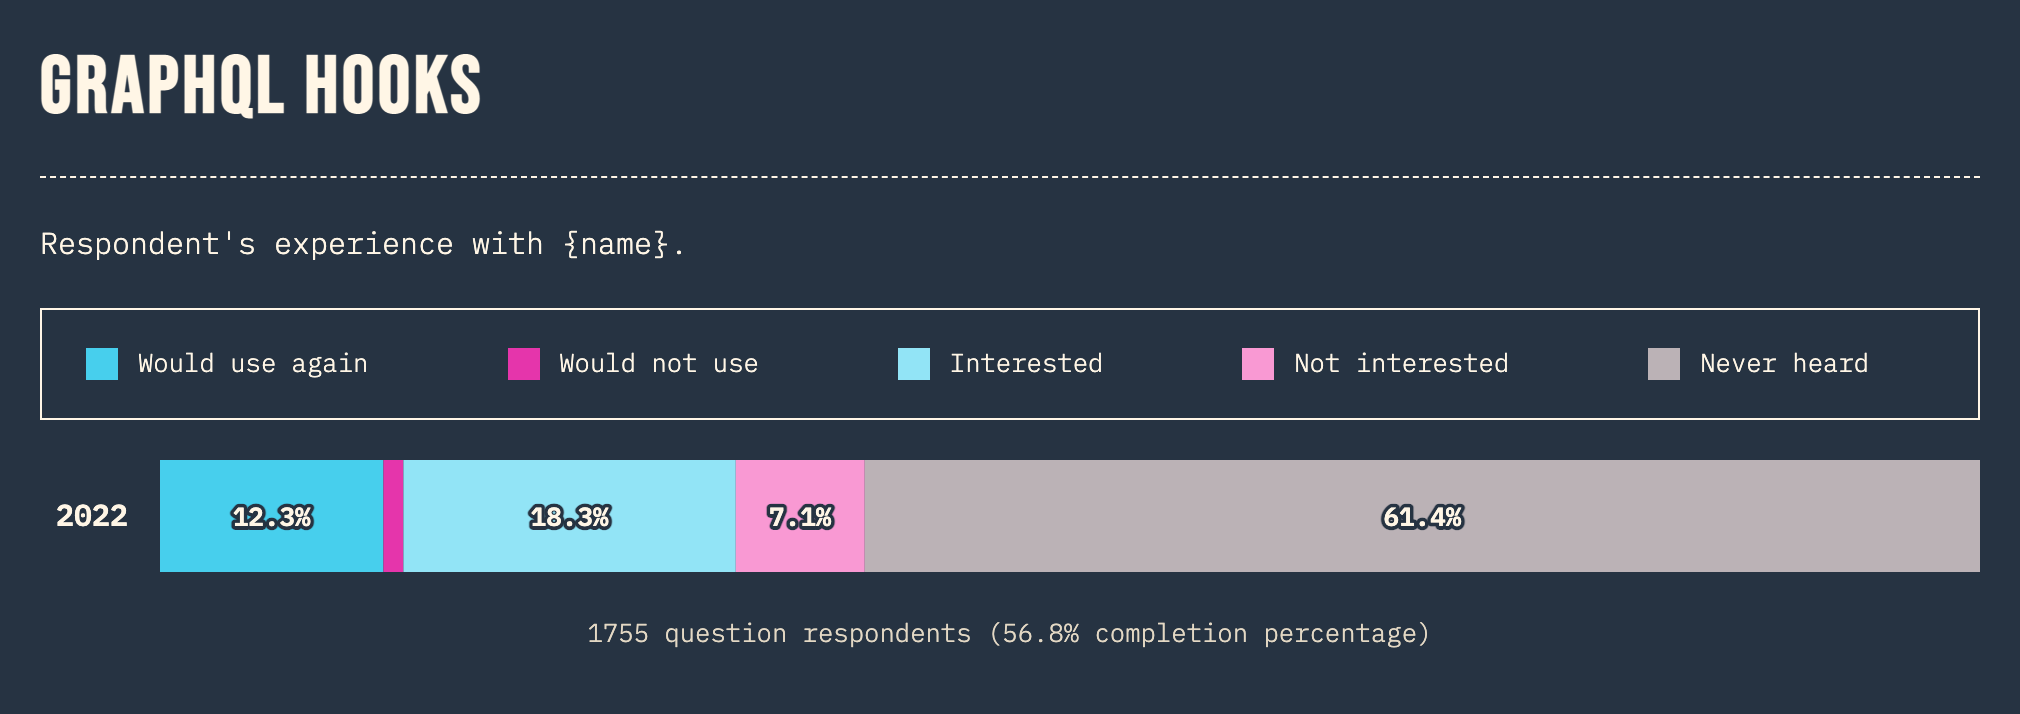 GRAPHQL HOOKS
Respondent's experience with {name}.
Would use again Would not use Interested Not interested Never heard
2022 12.3% 18.3% 7.1% 61.4%
1755 question respondents (56.8% completion percentage)